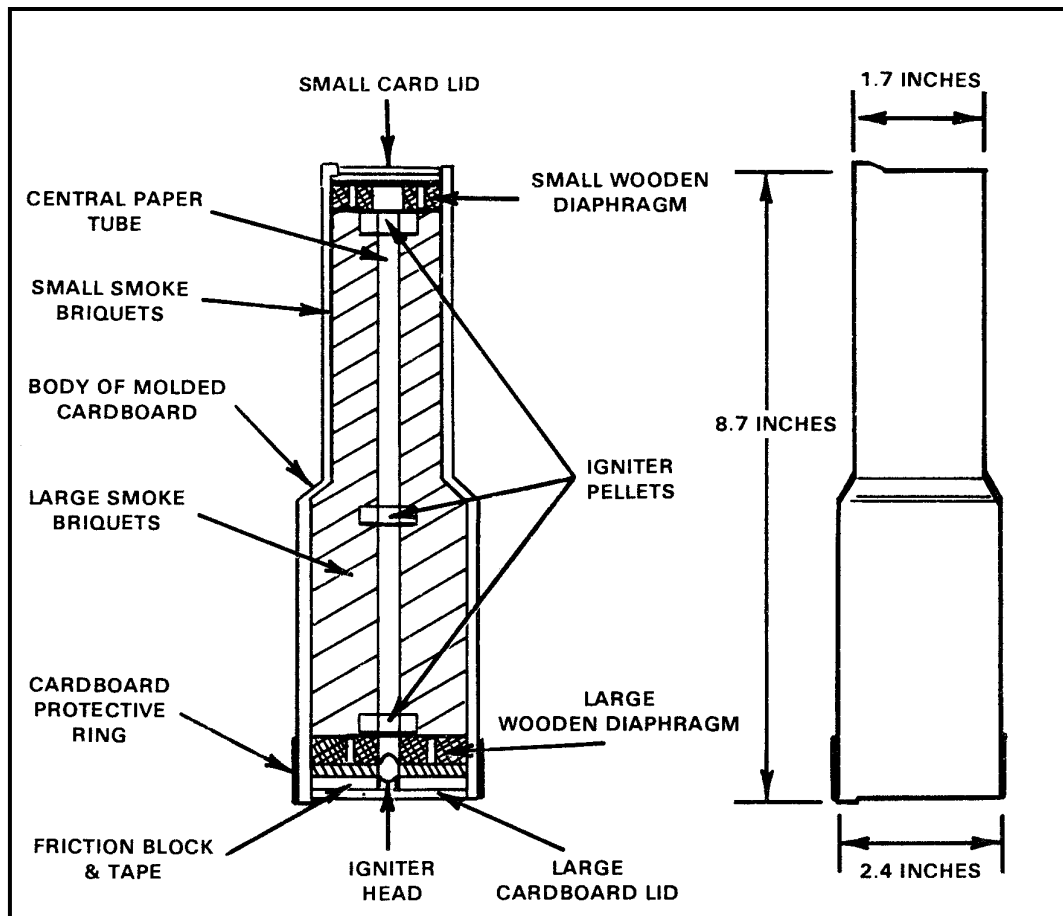 SMALL CARD LID
1.7 INCHES
CENTRAL PAPER
TUBE
SMALL WOODEN
DIAPHRAGM
SMALL SMOKE
BRIQUETS
BODY OF MOLDED
CARDBOARD
8.7 INCHES
IGNITER
PELLETS
LARGE SMOKE
BRIQUETS
CARDBOARD
PROTECTIVE
RING
LARGE
WOODEN DIAPHRAGM
FRICTION BLOCK
& TAPE
IGNITER
HEAD
LARGE
CARDBOARD LID
2.4 INCHES